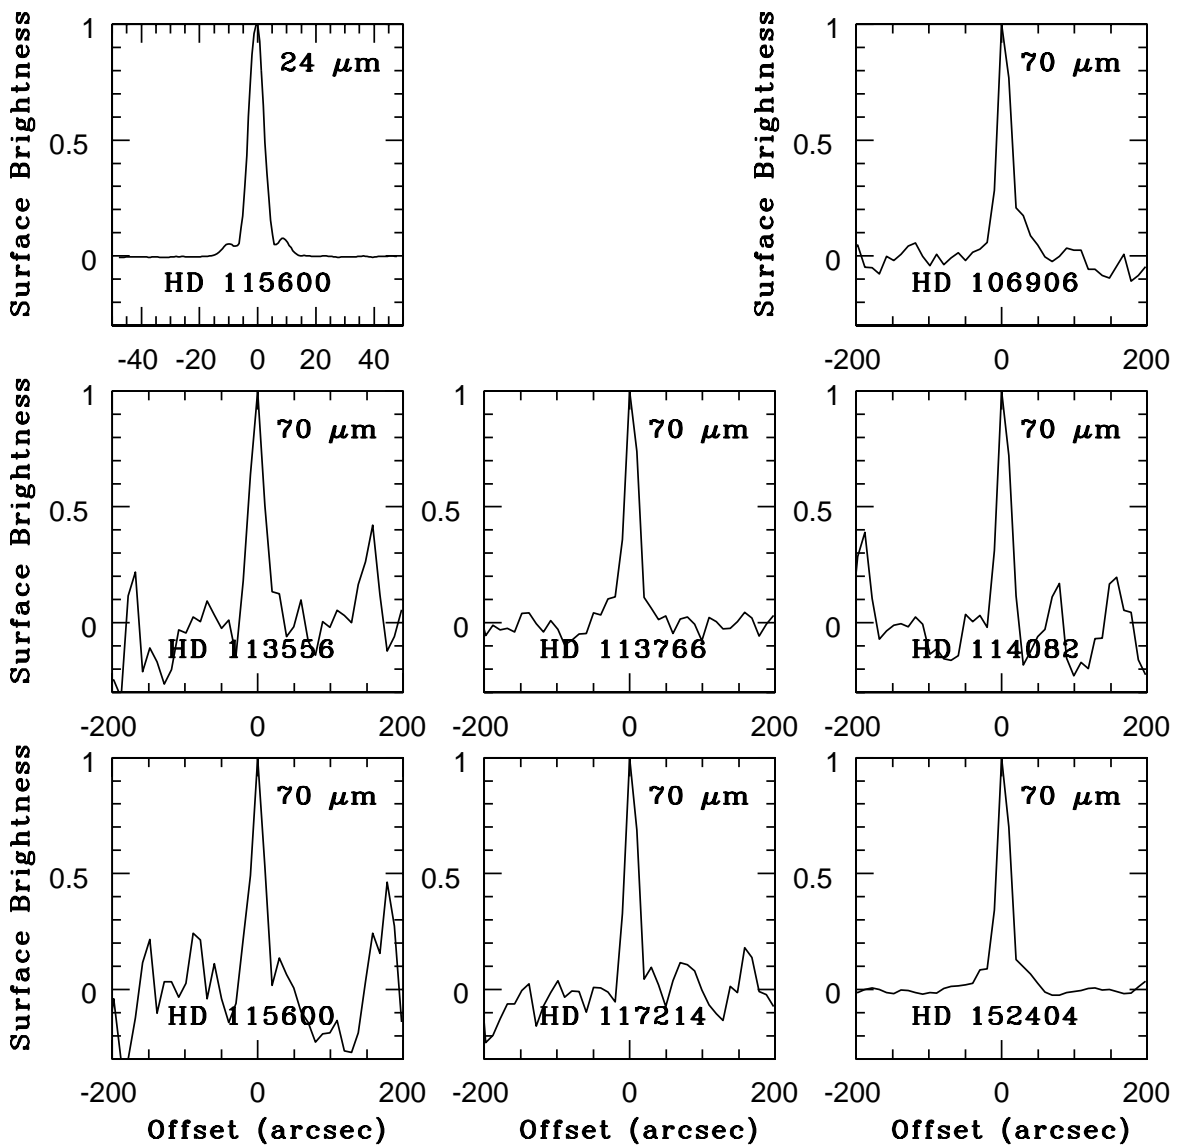 Surface Brightness
1
0.5
0
24 μm
HD 115600
-40 -20 0 20 40
Surface Brightness
1
0.5
0
70 μm
HD 106906
-200 0 200
Surface Brightness
1
0.5
0
70 μm
HD 113556
-200 0 200
1
0.5
0
70 μm
HD 113766
-200 0 200
1
0.5
0
70 μm
HD 114082
-200 0 200
Surface Brightness
1
0.5
0
70 μm
HD 115600
-200 0 200
Offset (arcsec)
1
0.5
0
70 μm
HD 117214
-200 0 200
Offset (arcsec)
1
0.5
0
70 μm
HD 152404
-200 0 200
Offset (arcsec)